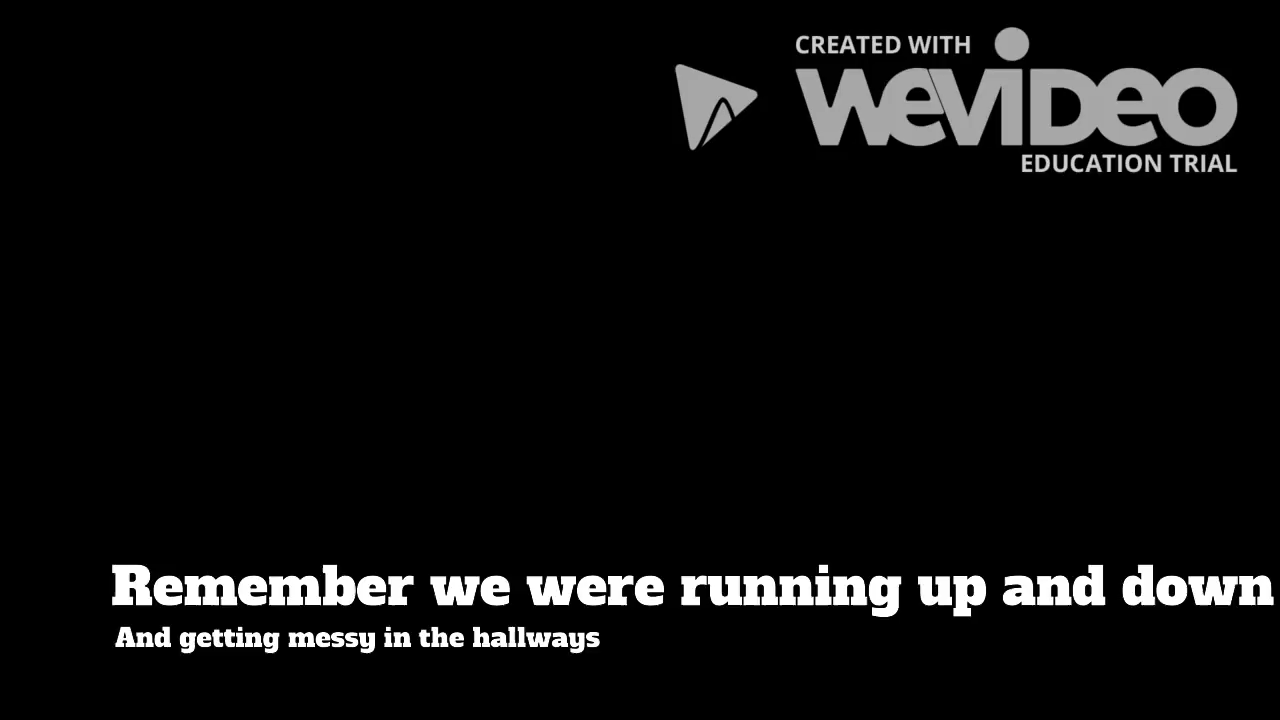 CREATED WITH
WEVIDEO
EDUCATION TRIAL
Remember we were running up and down
And getting messy in the hallways